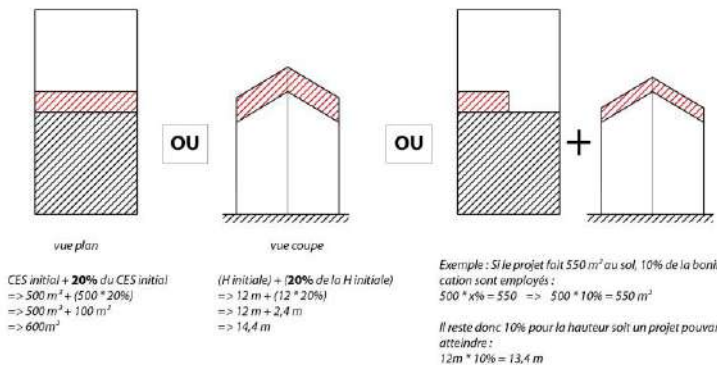 OU
OU
+
vue plan
vue coupe
CES initial + 20% du CES initial
=> 500 m² + (500 * 20%)
=> 500 m² + 100 m²
=> 600m²
(H initiale) + (20% de la H initiale)
=> 12 m + (12 * 20%)
=> 12 m + 2,4 m
=> 14,4 m
Exemple : Si le projet fait 550 m² au sol, 10% de la boni
cation sont employés :
500 * x% = 550 => 500 * 10% = 550 m²
Il reste donc 10% pour la hauteur soit un projet pouva
atteindre :
12m * 10% = 13,4 m